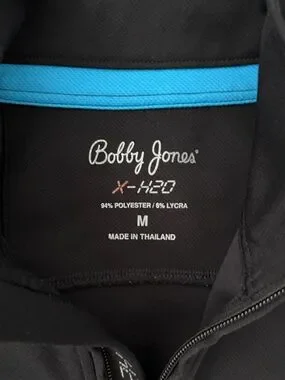 Bobby Jones®
X-H2O
94% POLYESTER / 6% LYCRA
M
MADE IN THAILAND